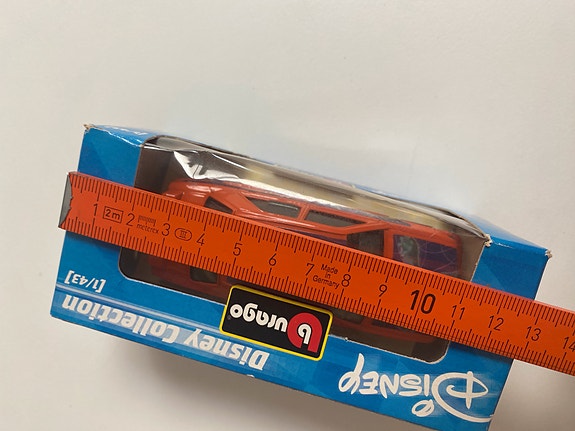 1 2m 3 4 5 6 7 8 9 10 11 12 13 14
Made
in
Germany
III
[1/43]
Disney Collection
burago
DISNEY